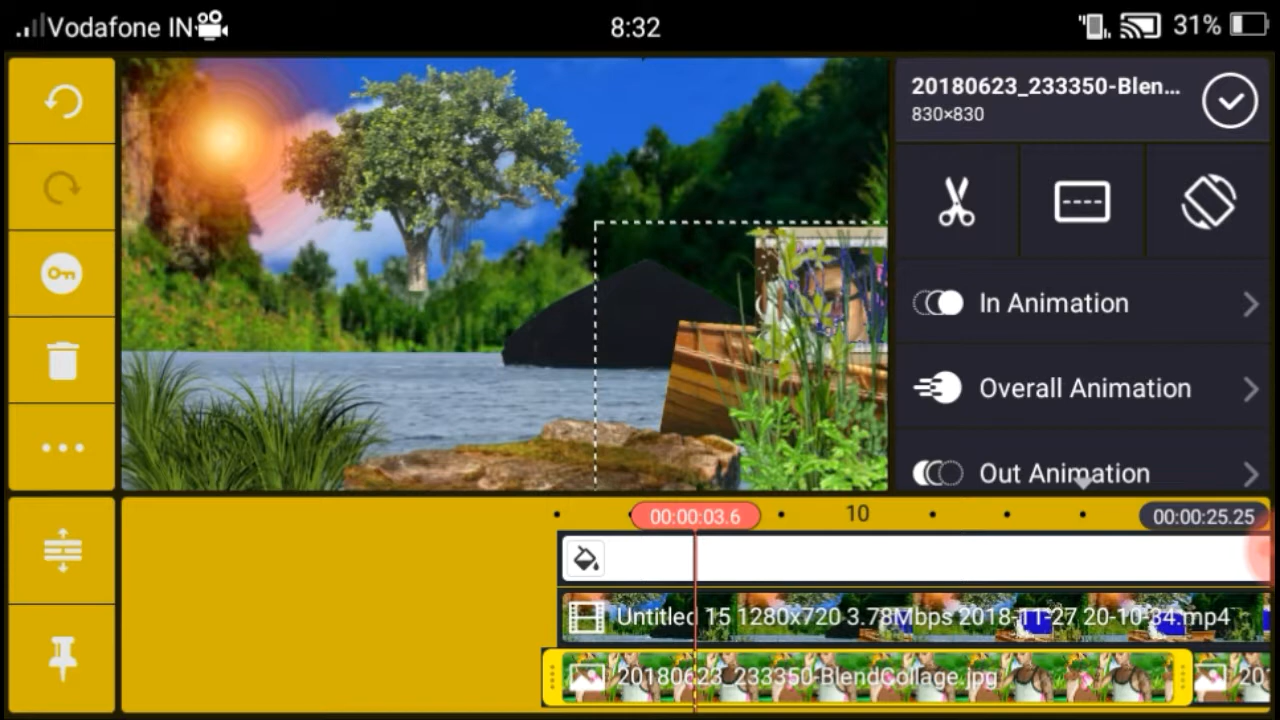 Vodafone IN
8:32
31%
20180623_233350-Blen...
830×830
In Animation
Overall Animation
Out Animation
00:00:03.6
10
00:00:25.25
Untitled 15 1280x720 3.78Mbps 2018-11-27 20-10-34.mp4
20180623_233350-BlendCollage.jpg
20